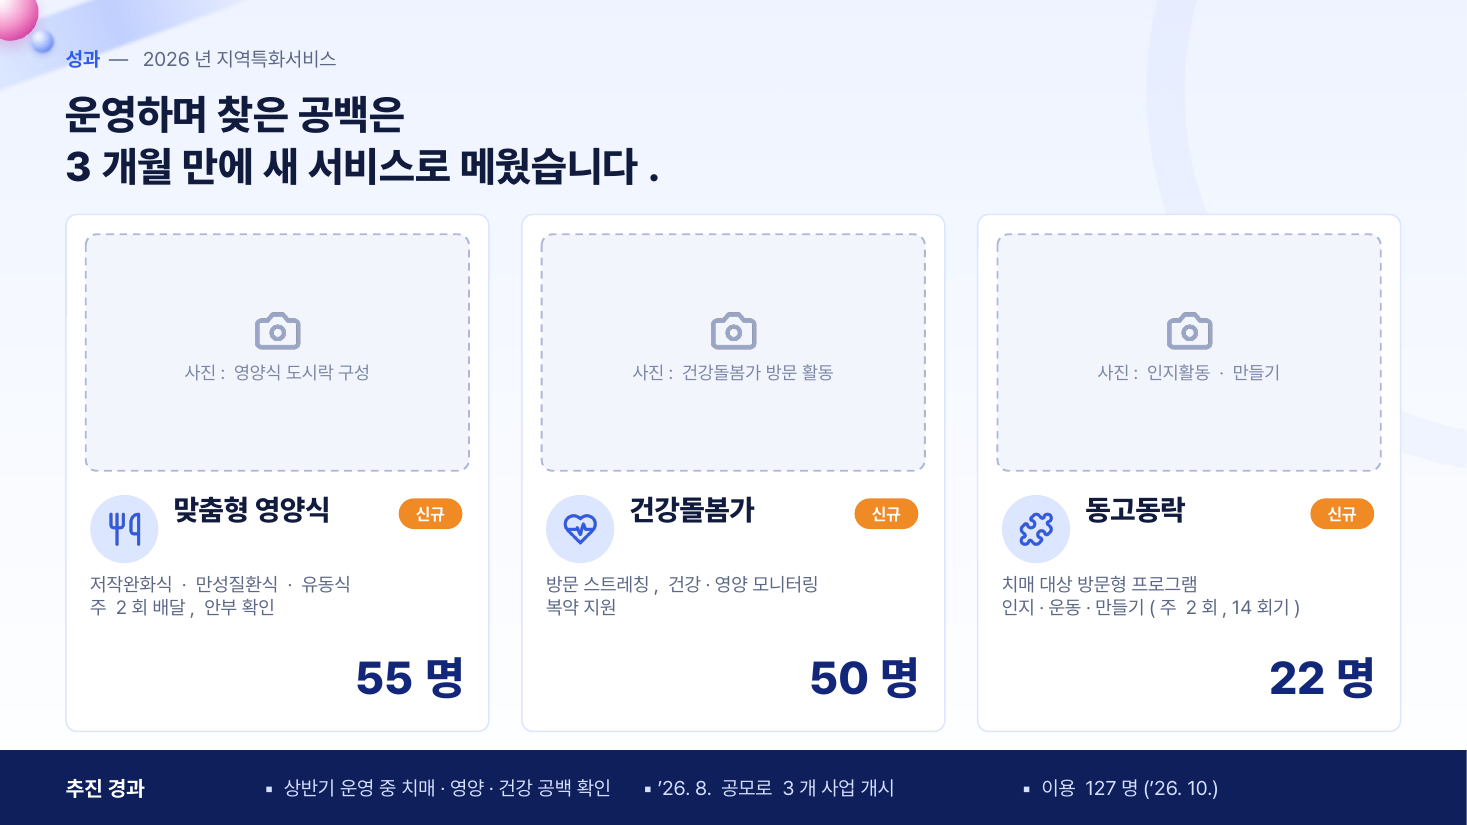 성과 — 2026 년 지역특화서비스
운영하며 찾은 공백은
3 개월 만에 새 서비스로 메웠습니다 .
사진 : 영양식 도시락 구성
맞춤형 영양식
신규
저작완화식 · 만성질환식 · 유동식
주 2 회 배달 , 안부 확인
55 명
사진 : 건강돌봄가 방문 활동
건강돌봄가
신규
방문 스트레칭 , 건강 · 영양 모니터링
복약 지원
50 명
사진 : 인지활동 · 만들기
동고동락
신규
치매 대상 방문형 프로그램
인지 · 운동 · 만들기 ( 주 2 회 , 14 회기 )
22 명
추진 경과
▪ 상반기 운영 중 치매 · 영양 · 건강 공백 확인
▪ ’26. 8. 공모로 3 개 사업 개시
▪ 이용 127 명 (’26. 10.)